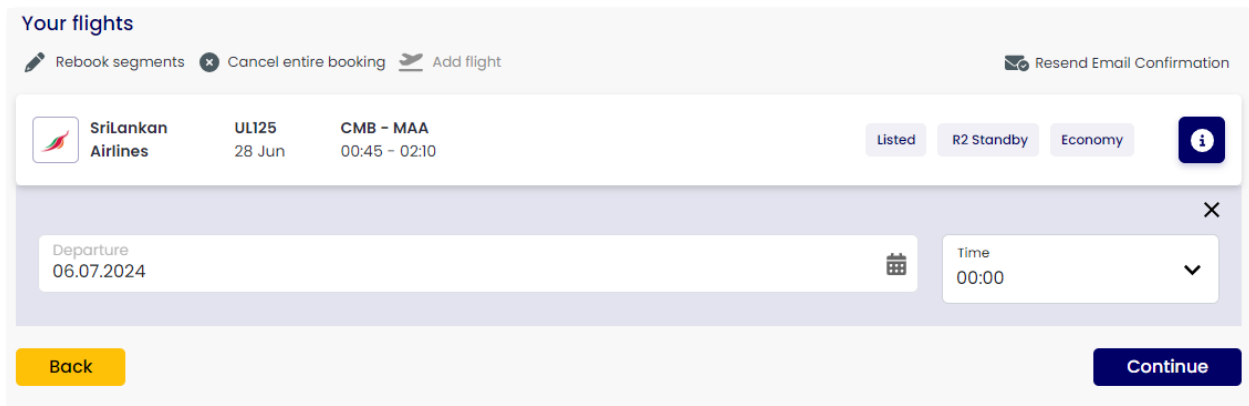 Your flights
Rebook segments Cancel entire booking Add flight Resend Email Confirmation
SriLankan Airlines UL125 28 Jun CMB - MAA 00:45 - 02:10 Listed R2 Standby Economy
Departure
06.07.2024
Time
00:00
Back Continue